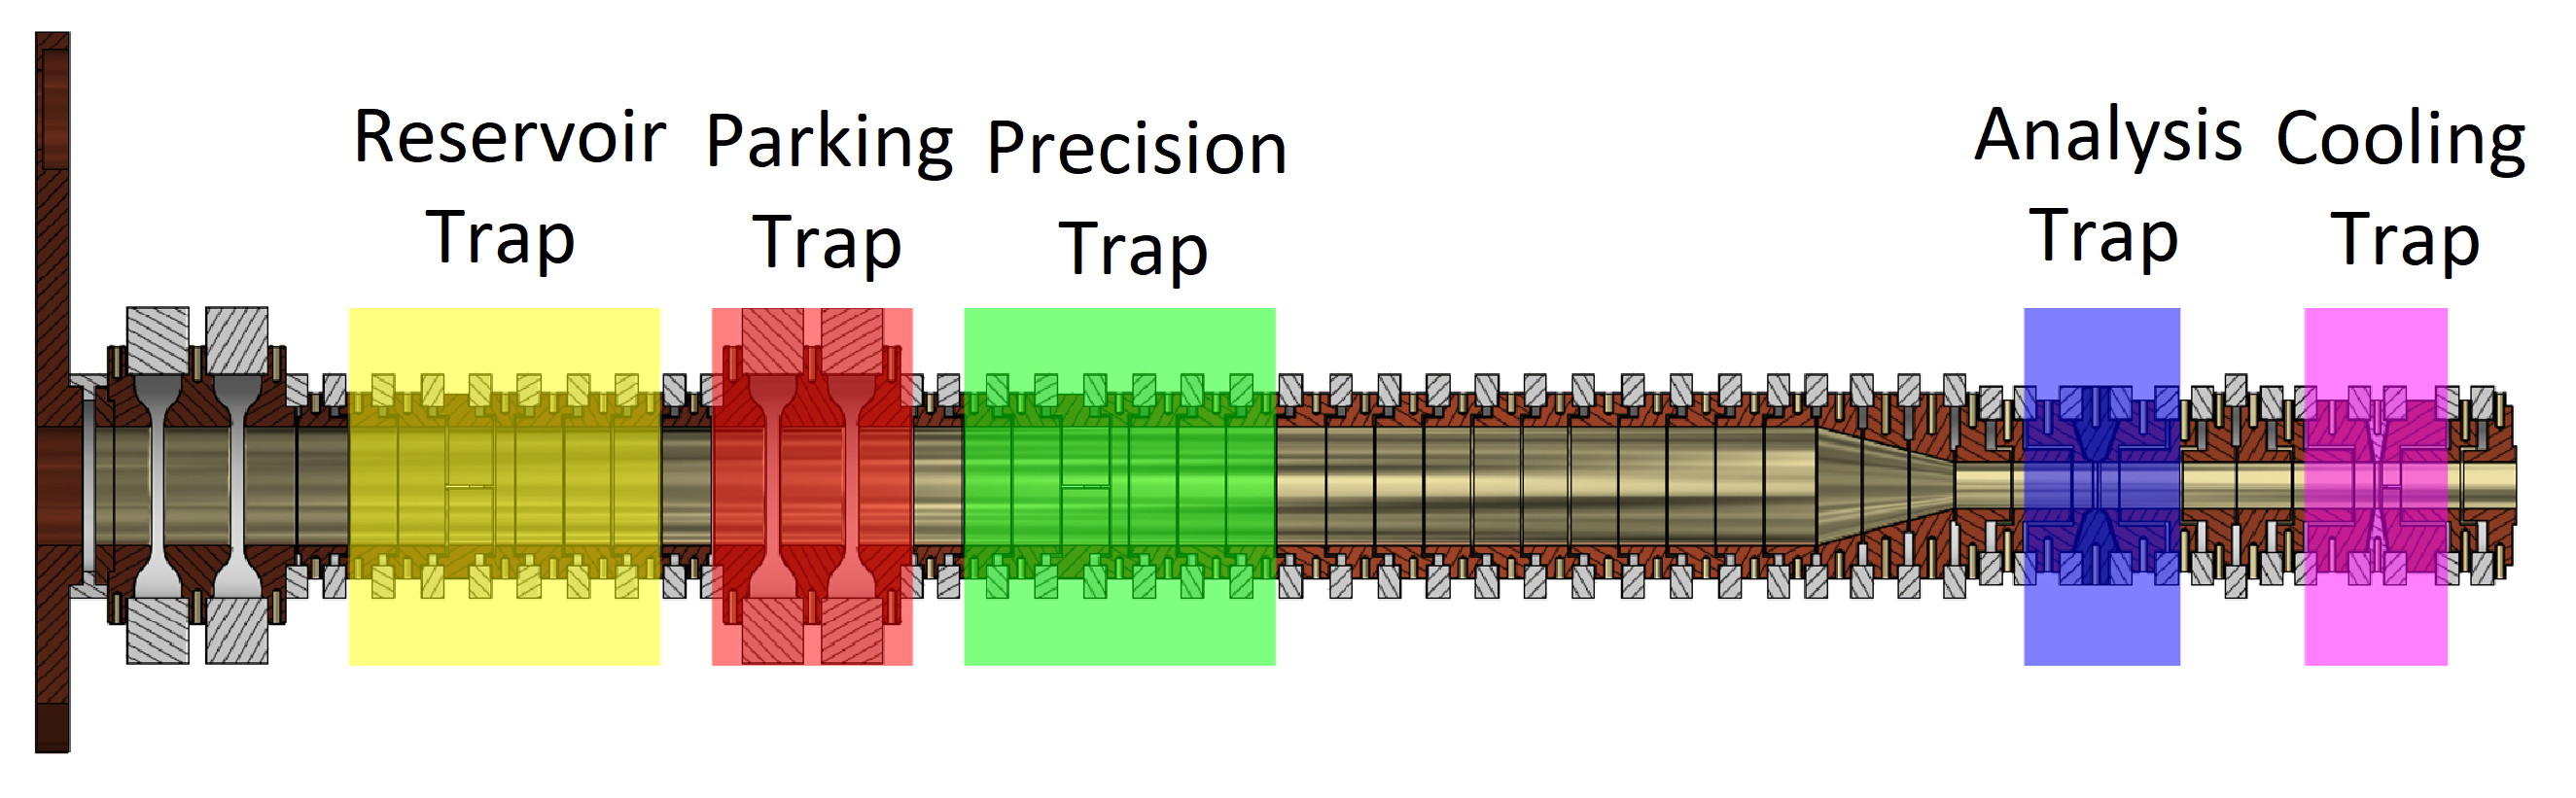 Reservoir
Trap
Parking
Trap
Precision
Trap
Analysis
Trap
Cooling
Trap